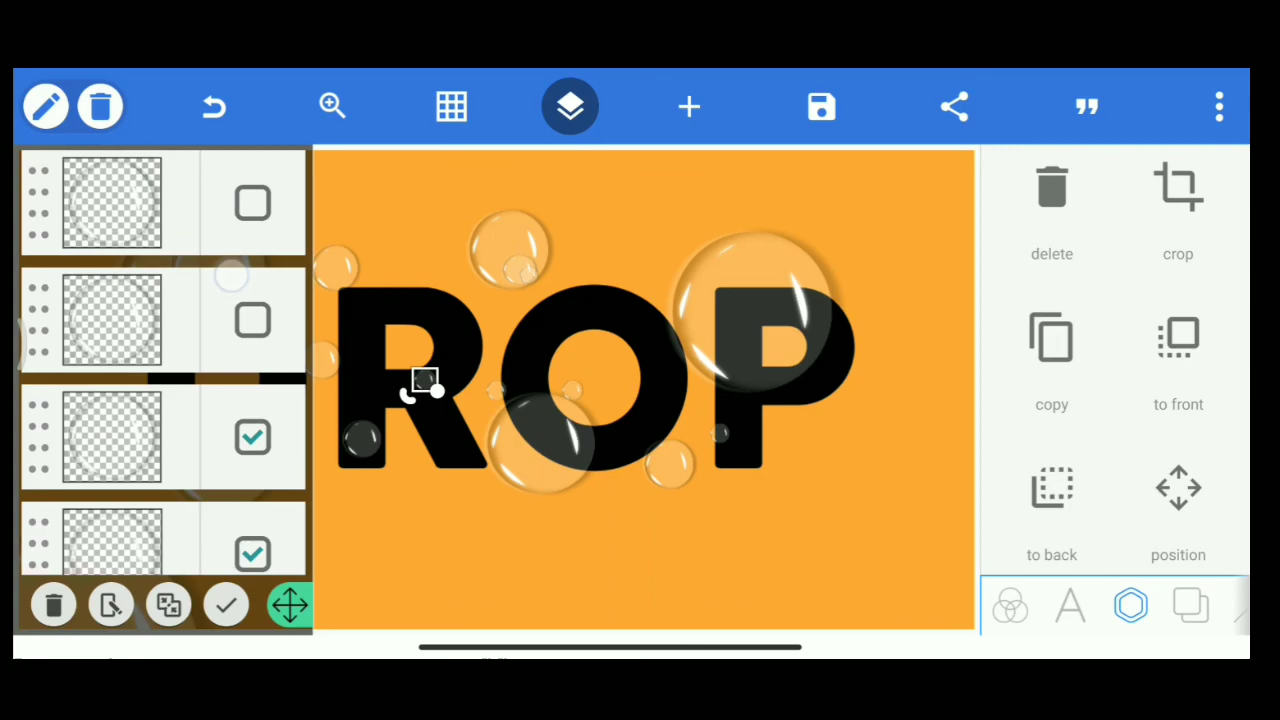 ROP
delete
crop
copy
to front
to back
position